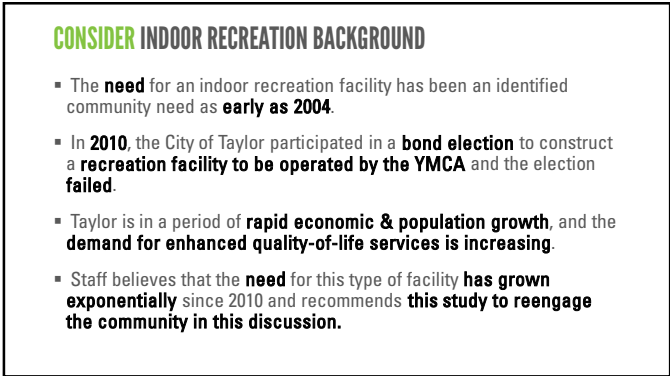 CONSIDER INDOOR RECREATION BACKGROUND
▪ The need for an indoor recreation facility has been an identified
community need as early as 2004.
▪ In 2010, the City of Taylor participated in a bond election to construct
a recreation facility to be operated by the YMCA and the election
failed.
▪ Taylor is in a period of rapid economic & population growth, and the
demand for enhanced quality-of-life services is increasing.
▪ Staff believes that the need for this type of facility has grown
exponentially since 2010 and recommends this study to reengage
the community in this discussion.